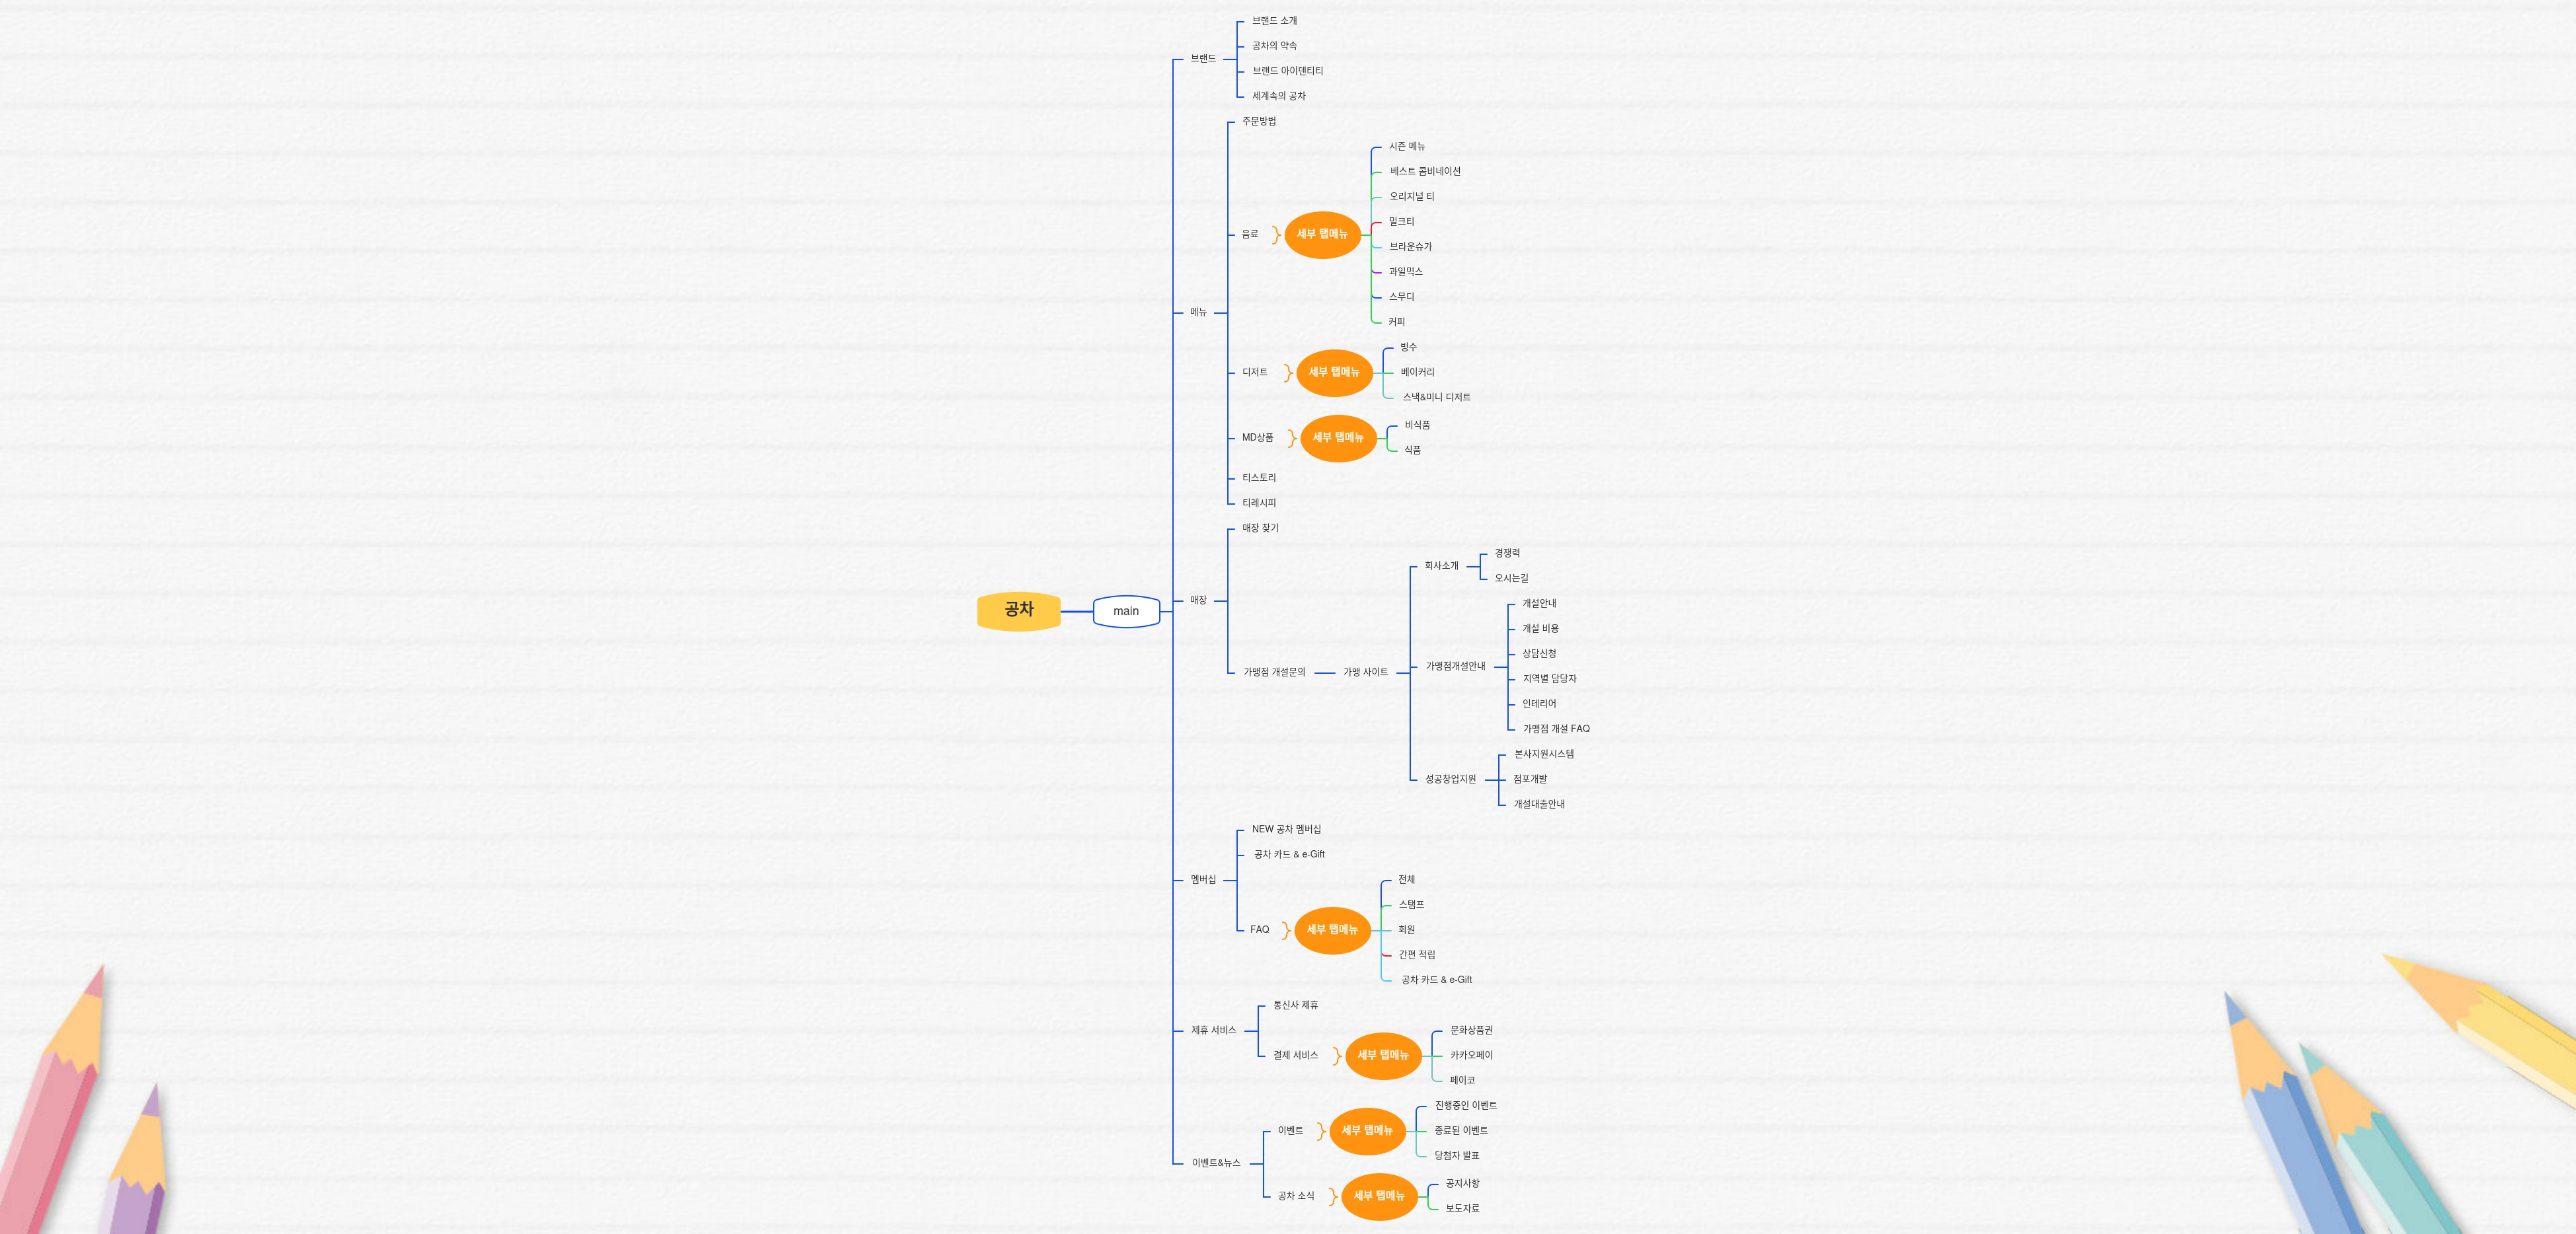 공차
main
브랜드
브랜드 소개
공차의 약속
브랜드 아이덴티티
세계속의 공차
메뉴
주문방법
음료
세부 탭메뉴
시즌 메뉴
베스트 콤비네이션
오리지널 티
밀크티
브라운슈가
과일믹스
스무디
커피
디저트
세부 탭메뉴
빙수
베이커리
스낵&미니 디저트
MD상품
세부 탭메뉴
비식품
식품
티스토리
티레시피
매장
매장 찾기
가맹점 개설문의
가맹 사이트
회사소개
경쟁력
오시는길
가맹점개설안내
개설안내
개설 비용
상담신청
지역별 담당자
인테리어
가맹점 개설 FAQ
성공창업지원
본사지원시스템
점포개발
개설대출안내
멤버십
NEW 공차 멤버십
공차 카드 & e-Gift
FAQ
세부 탭메뉴
전체
스탬프
회원
간편 적립
공차 카드 & e-Gift
제휴 서비스
통신사 제휴
결제 서비스
세부 탭메뉴
문화상품권
카카오페이
페이코
이벤트&뉴스
이벤트
세부 탭메뉴
진행중인 이벤트
종료된 이벤트
당첨자 발표
공차 소식
세부 탭메뉴
공지사항
보도자료